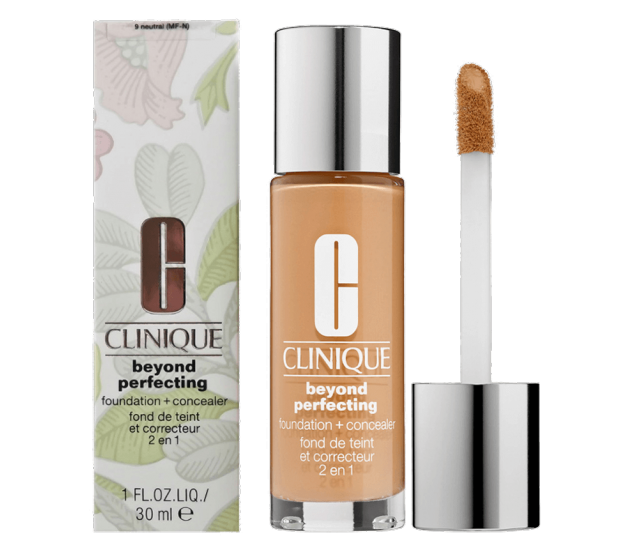 9 neutral (MF-N)
C
CLINIQUE
beyond
perfecting
foundation + concealer
fond de teint
et correcteur
2 en 1
1 FL.OZ.LIQ./
30 ml e
C
CLINIQUE
beyond
perfecting
foundation + concealer
fond de teint
et correcteur
2 en 1